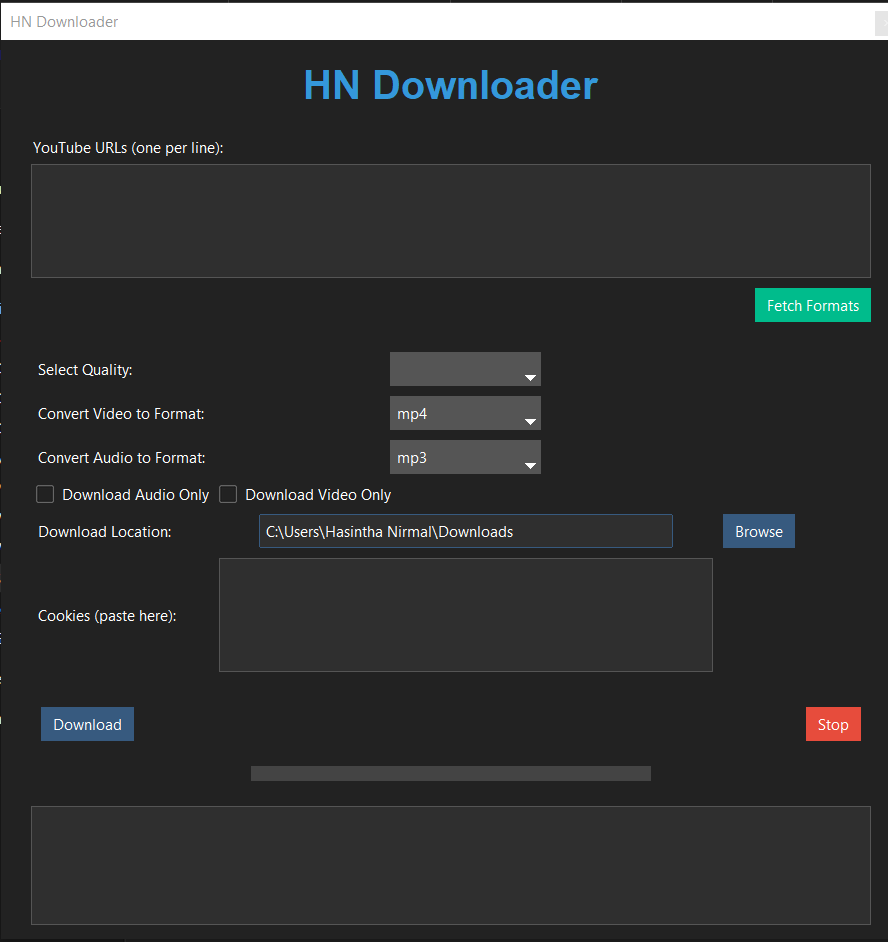 HN Downloader
HN Downloader
YouTube URLs (one per line):
Fetch Formats
Select Quality:
Convert Video to Format: mp4
Convert Audio to Format: mp3
Download Audio Only Download Video Only
Download Location: C:\Users\Hasintha Nirmal\Downloads Browse
Cookies (paste here):
Download Stop